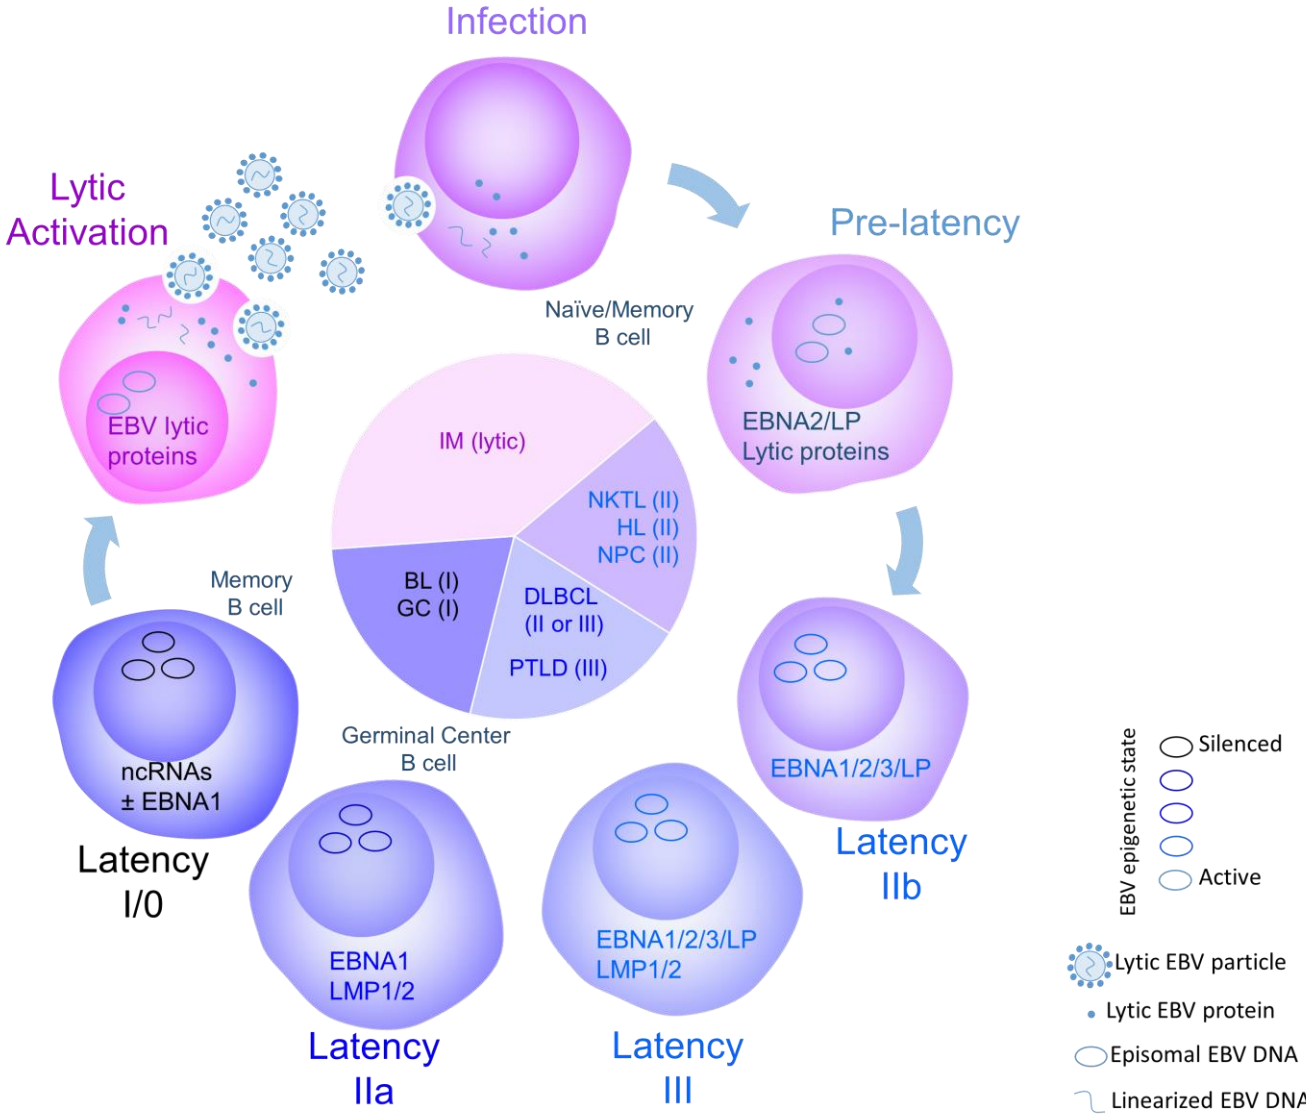 Infection
Lytic
Activation
Pre-latency
Naïve/Memory
B cell
EBV lytic
proteins
EBNA2/LP
Lytic proteins
IM (lytic)
NKTL (II)
HL (II)
NPC (II)
BL (I)
GC (I)
DLBCL
(II or III)
PTLD (III)
Memory
B cell
Germinal Center
B cell
ncRNAs
± EBNA1
Latency
I/0
EBNA1
LMP1/2
Latency
IIa
EBNA1/2/3/LP
LMP1/2
Latency
III
EBNA1/2/3/LP
Latency
IIb
EBV epigenetic state
Silenced
Active
Lytic EBV particle
Lytic EBV protein
Episomal EBV DNA
Linearized EBV DNA